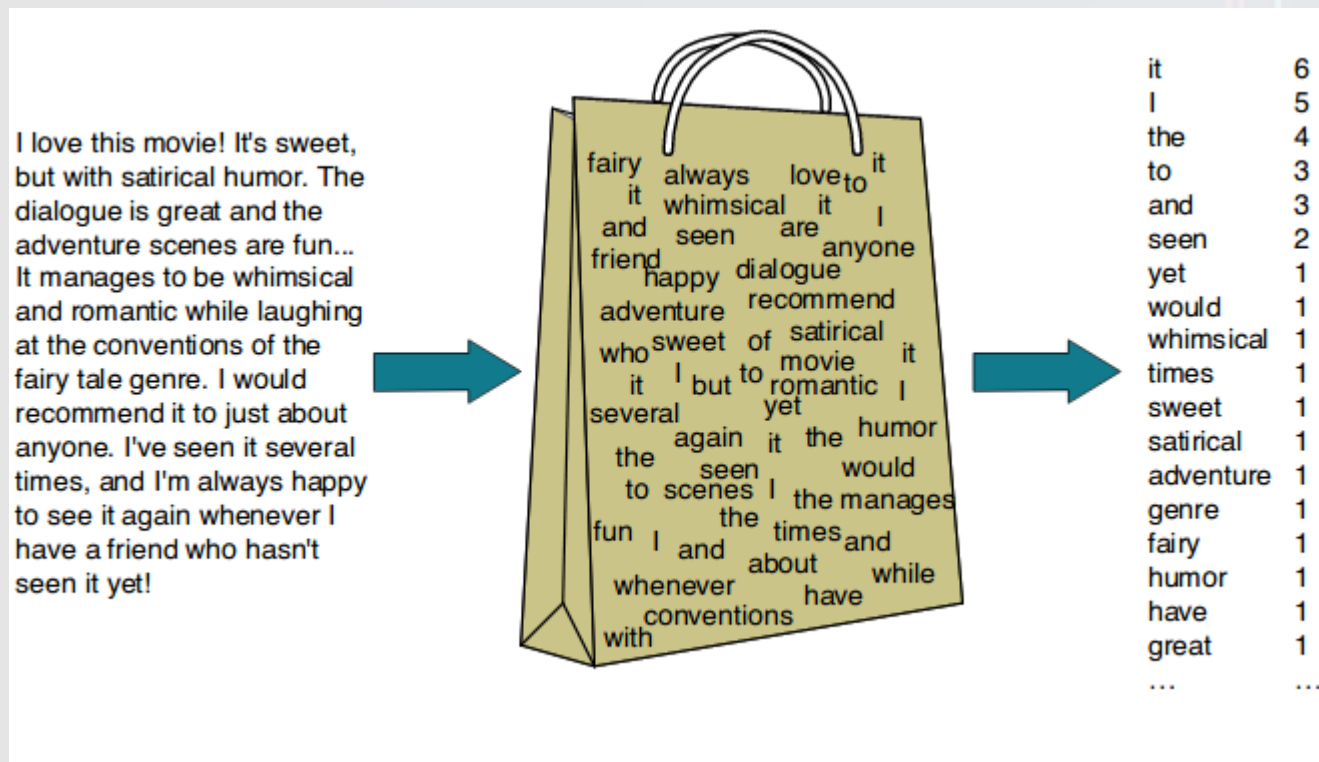 I love this movie! It's sweet,
but with satirical humor. The
dialogue is great and the
adventure scenes are fun...
It manages to be whimsical
and romantic while laughing
at the conventions of the
fairy tale genre. I would
recommend it to just about
anyone. I've seen it several
times, and I'm always happy
to see it again whenever I
have a friend who hasn't
seen it yet!
fairy always love to it
it whimsical it I
and seen are anyone
friend happy dialogue
adventure recommend
who sweet of satirical
it I but to movie it
romantic I
several yet
again it the humor
the seen would
to scenes I the manages
fun I the times and
and about
whenever have while
conventions
with
it 6
I 5
the 4
to 3
and 3
seen 2
yet 1
would 1
whimsical 1
times 1
sweet 1
satirical 1
adventure 1
genre 1
fairy 1
humor 1
have 1
great 1
... ...